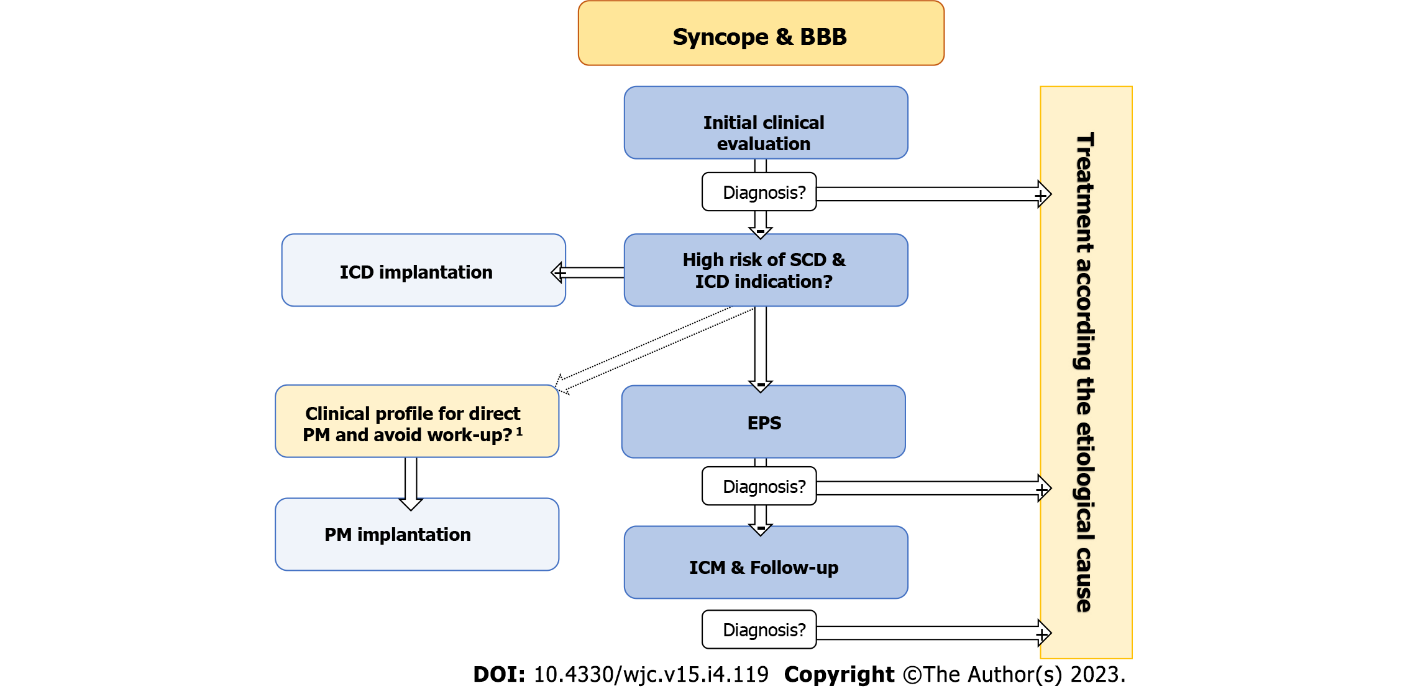 Syncope & BBB
Initial clinical
evaluation
Diagnosis?
+
-
High risk of SCD &
ICD indication?
+
ICD implantation
-
Clinical profile for direct
PM and avoid work-up? 1
PM implantation
EPS
Diagnosis?
+
-
ICM & Follow-up
Diagnosis?
+
Treatment according the etiological cause
DOI: 10.4330/wjc.v15.i4.119 Copyright ©The Author(s) 2023.